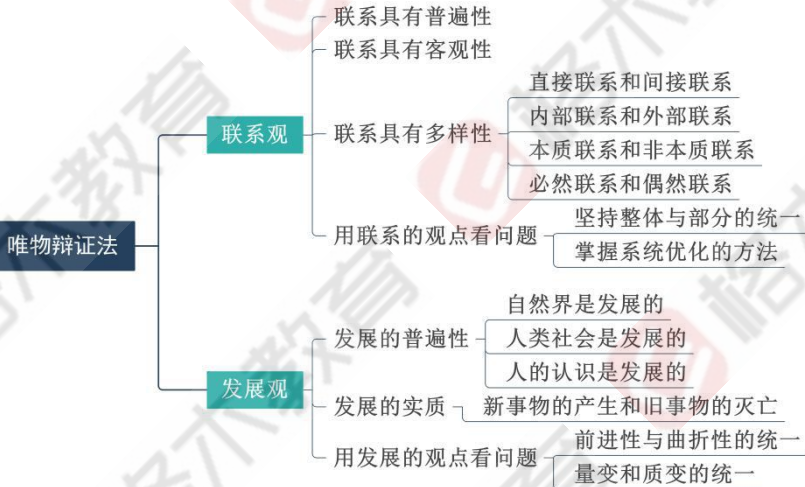 唯物辩证法
联系观
联系具有普遍性
联系具有客观性
联系具有多样性
直接联系和间接联系
内部联系和外部联系
本质联系和非本质联系
必然联系和偶然联系
用联系的观点看问题
坚持整体与部分的统一
掌握系统优化的方法
发展观
发展的普遍性
自然界是发展的
人类社会是发展的
人的认识是发展的
发展的实质
新事物的产生和旧事物的灭亡
用发展的观点看问题
前进性与曲折性的统一
量变和质变的统一
格木教育